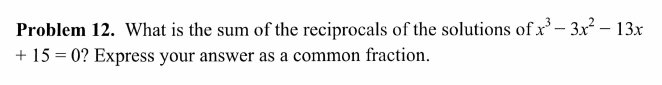 Problem 12. What is the sum of the reciprocals of the solutions of x³ – 3x² – 13x
+ 15 = 0? Express your answer as a common fraction.